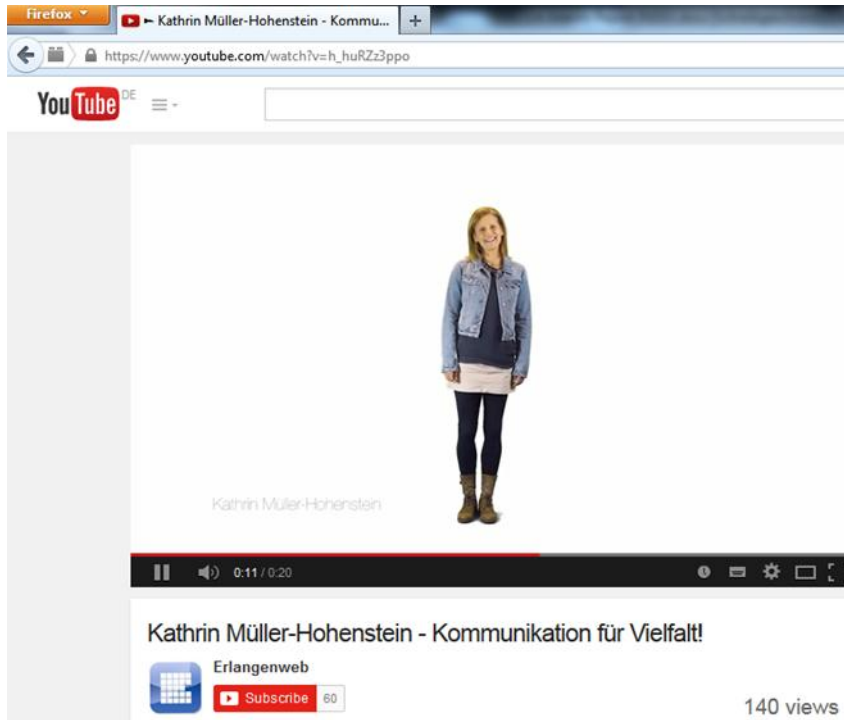 Firefox
Kathrin Müller-Hohenstein - Kommu...
https://www.youtube.com/watch?v=h_huRZz3ppo
YouTube DE
Kathrin Müller-Hohenstein
0:11 / 0:20
Kathrin Müller-Hohenstein - Kommunikation für Vielfalt!
Erlangenweb
Subscribe 60
140 views